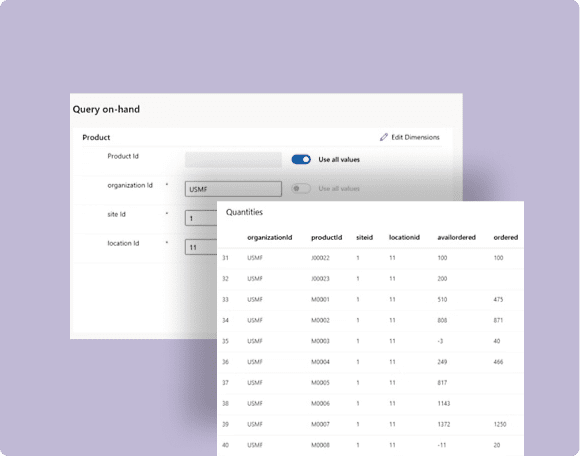 Query on-hand
Product
Edit Dimensions
Product Id
Use all values
organization Id * USMF Use all values
site Id * 1
location Id * 11
Quantities
organizationId productId siteid locationid availordered ordered
31 USMF J00022 1 11 100 100
32 USMF J00023 1 11 200
33 USMF M0001 1 11 510 475
34 USMF M0002 1 11 808 871
35 USMF M0003 1 11 -3 40
36 USMF M0004 1 11 249 466
37 USMF M0005 1 11 817
38 USMF M0006 1 11 1143
39 USMF M0007 1 11 1372 1250
40 USMF M0008 1 11 -11 20